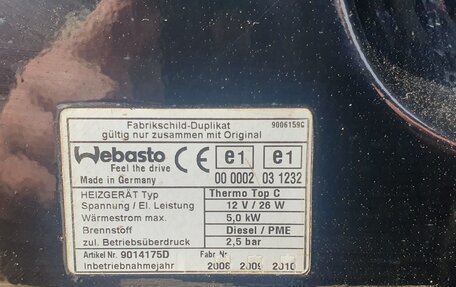 Fabrikschild-Duplikat
gültig nur zusammen mit Original
9006159C
Webasto
Feel the drive
CE e1 e1
Made in Germany 00 0002 03 1232
HEIZGERÄT Typ Thermo Top C
Spannung / El. Leistung 12 V / 26 W
Wärmestrom max. 5,0 kW
Brennstoff Diesel / PME
zul. Betriebsüberdruck 2,5 bar
Artikel Nr. 9014175D Fabr Nr
Inbetriebnahmejahr 2008 2009 2010